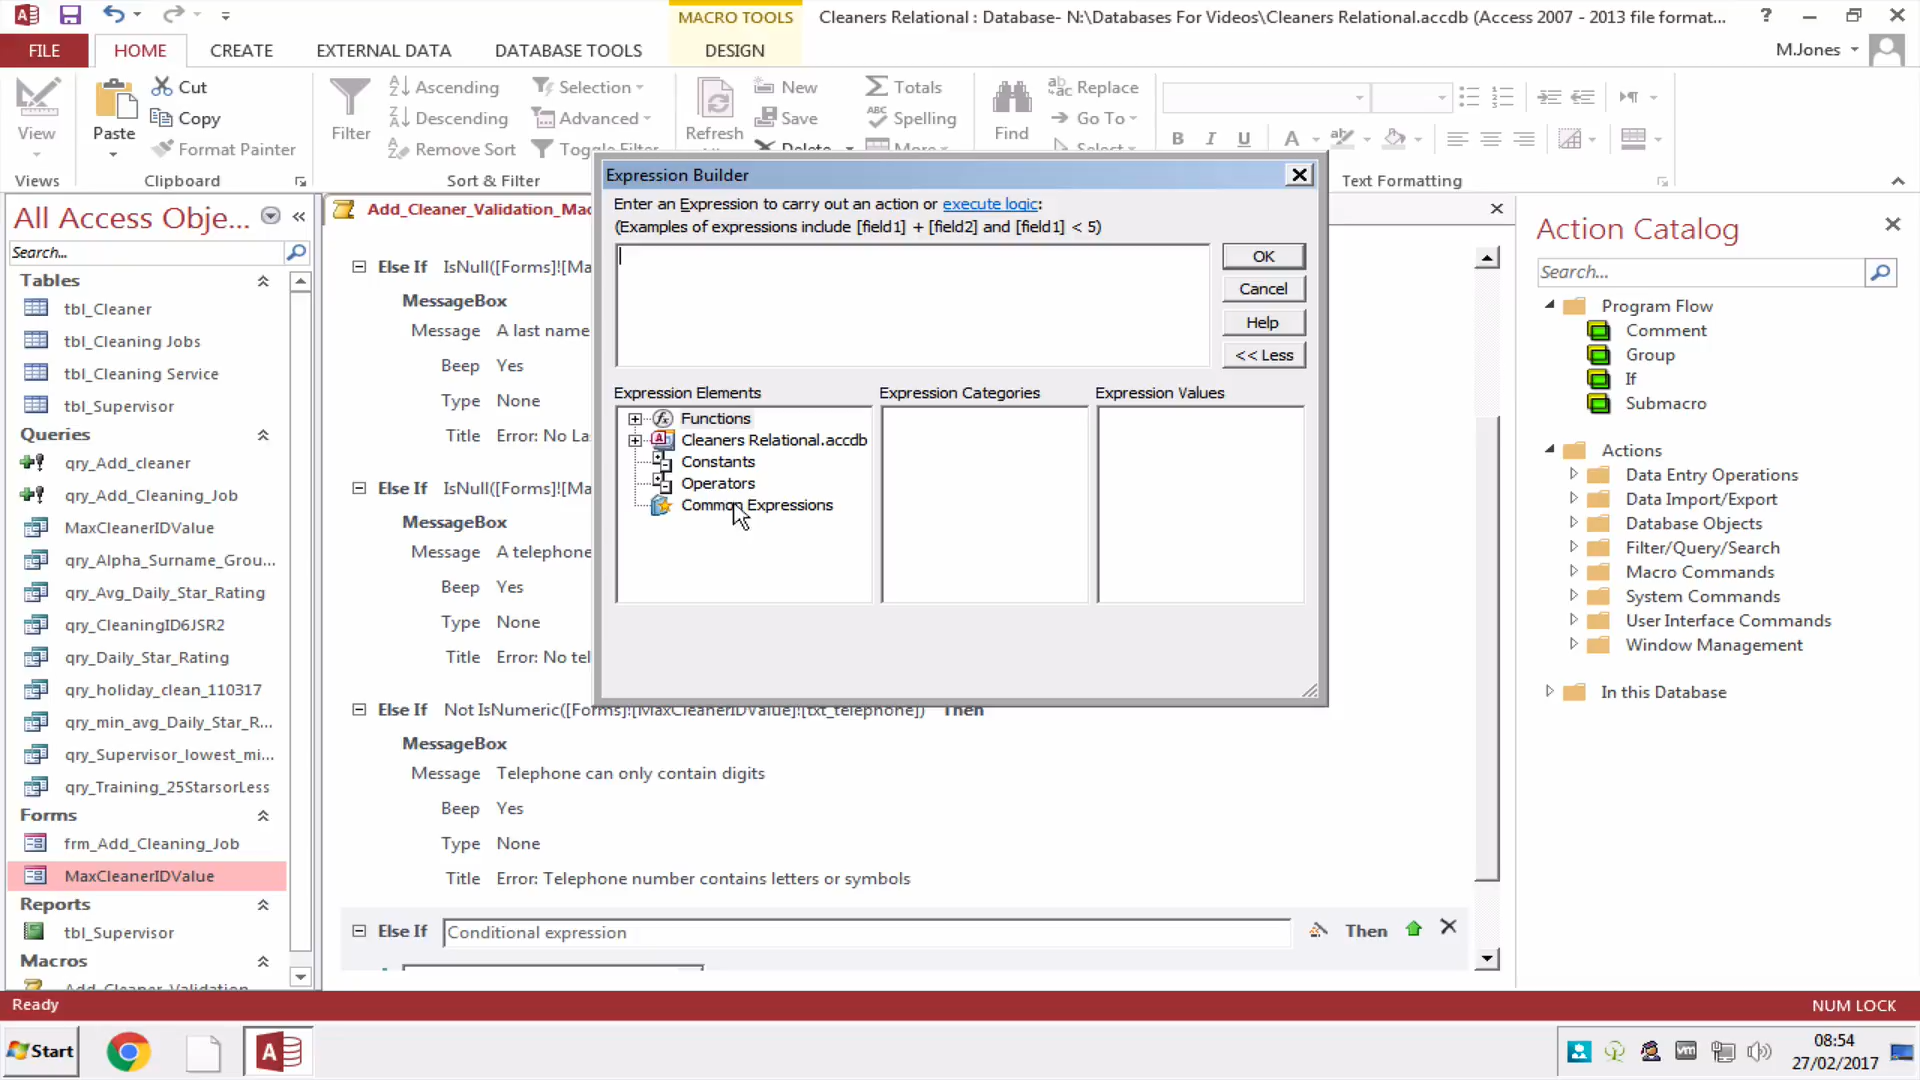 MACRO TOOLS
Cleaners Relational : Database- N:\Databases For Videos\Cleaners Relational.accdb (Access 2007 - 2013 file format...
FILE
HOME
CREATE
EXTERNAL DATA
DATABASE TOOLS
DESIGN
M.Jones
View
Views
Paste
Cut
Copy
Format Painter
Clipboard
Filter
Ascending
Descending
Remove Sort
Selection
Advanced
Toggle Filter
Sort & Filter
Refresh
New
Save
Delete
Totals
Spelling
More
Find
Replace
Go To
Select
B I U A
Text Formatting
All Access Obje...
Search...
Tables
tbl_Cleaner
tbl_Cleaning Jobs
tbl_Cleaning Service
tbl_Supervisor
Queries
qry_Add_cleaner
qry_Add_Cleaning_Job
MaxCleanerIDValue
qry_Alpha_Surname_Grou...
qry_Avg_Daily_Star_Rating
qry_CleaningID6JSR2
qry_Daily_Star_Rating
qry_holiday_clean_110317
qry_min_avg_Daily_Star_R...
qry_Supervisor_lowest_mi...
qry_Training_25StarsorLess
Forms
frm_Add_Cleaning_Job
MaxCleanerIDValue
Reports
tbl_Supervisor
Macros
Add_Cleaner_Validation
Add_Cleaner_Validation_Mac
Else If IsNull([Forms]![Ma
MessageBox
Message A last name
Beep Yes
Type None
Title Error: No La
Else If IsNull([Forms]![Ma
MessageBox
Message A telephone
Beep Yes
Type None
Title Error: No tel
Else If Not IsNumeric([Forms]![MaxCleanerIDValue]![txt_telephone]) Then
MessageBox
Message Telephone can only contain digits
Beep Yes
Type None
Title Error: Telephone number contains letters or symbols
Else If Conditional expression Then
Expression Builder
Enter an Expression to carry out an action or execute logic:
(Examples of expressions include [field1] + [field2] and [field1] < 5)
OK
Cancel
Help
<< Less
Expression Elements
Functions
Cleaners Relational.accdb
Constants
Operators
Common Expressions
Expression Categories
Expression Values
Action Catalog
Search...
Program Flow
Comment
Group
If
Submacro
Actions
Data Entry Operations
Data Import/Export
Database Objects
Filter/Query/Search
Macro Commands
System Commands
User Interface Commands
Window Management
In this Database
Ready
NUM LOCK
Start
08:54
27/02/2017